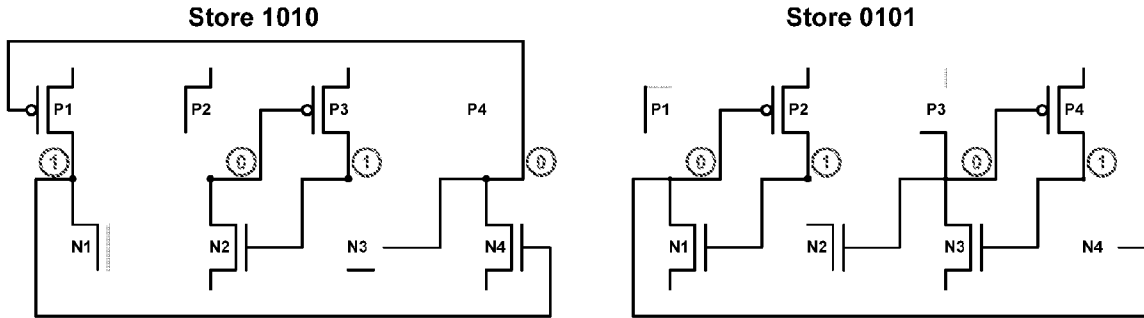 Store 1010 Store 0101
P1 P2 P3 P4 P1 P2 P3 P4
1 0 1 0 0 1 0 1
N1 N2 N3 N4 N1 N2 N3 N4